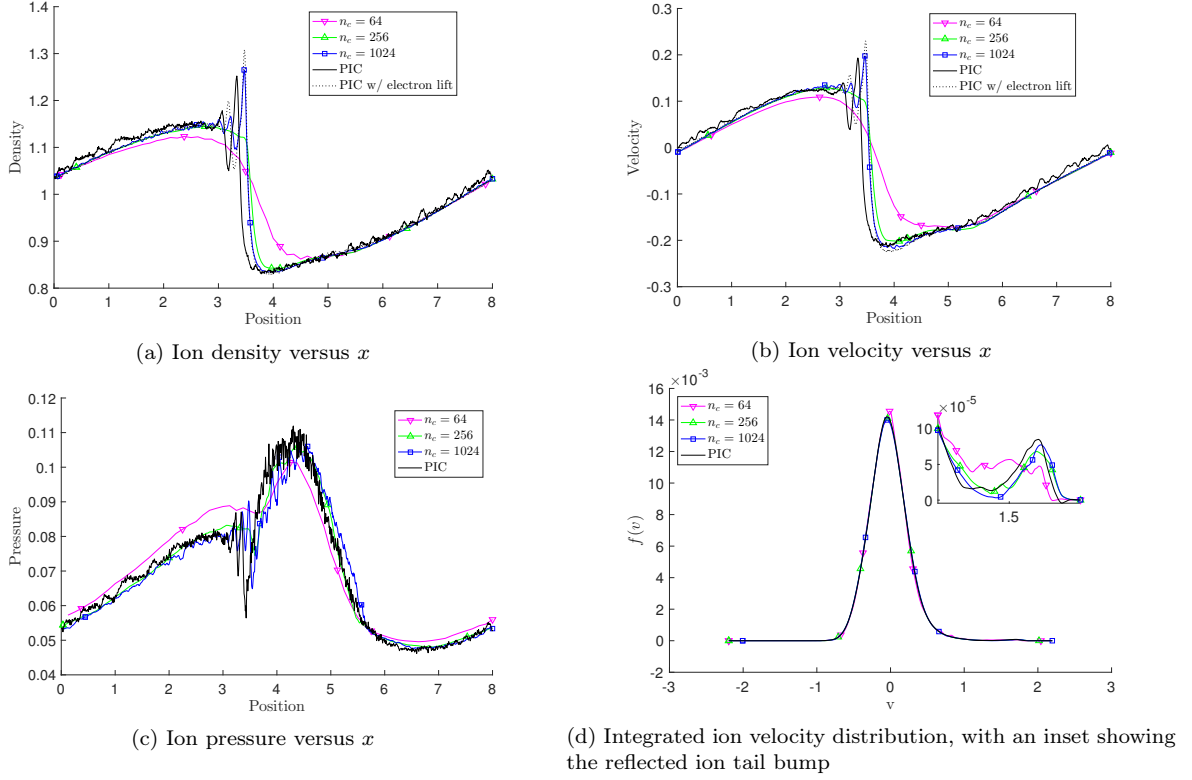 1.4
1.3
1.2
1.1
1
0.9
0.8
Density
n_c = 64
n_c = 256
n_c = 1024
PIC
PIC w/ electron lift
0 1 2 3 4 5 6 7 8
Position
(a) Ion density versus x
0.3
0.2
0.1
0
-0.1
-0.2
-0.3
Velocity
n_c = 64
n_c = 256
n_c = 1024
PIC
PIC w/ electron lift
0 1 2 3 4 5 6 7 8
Position
(b) Ion velocity versus x
0.12
0.11
0.1
0.09
0.08
0.07
0.06
0.05
0.04
Pressure
n_c = 64
n_c = 256
n_c = 1024
PIC
0 1 2 3 4 5 6 7 8
Position
(c) Ion pressure versus x
×10⁻³
16
14
12
10
8
6
4
2
0
-2
f(v)
n_c = 64
n_c = 256
n_c = 1024
PIC
×10⁻⁵
10
5
0
1.5
-3 -2 -1 0 1 2 3
v
(d) Integrated ion velocity distribution, with an inset showing
the reflected ion tail bump